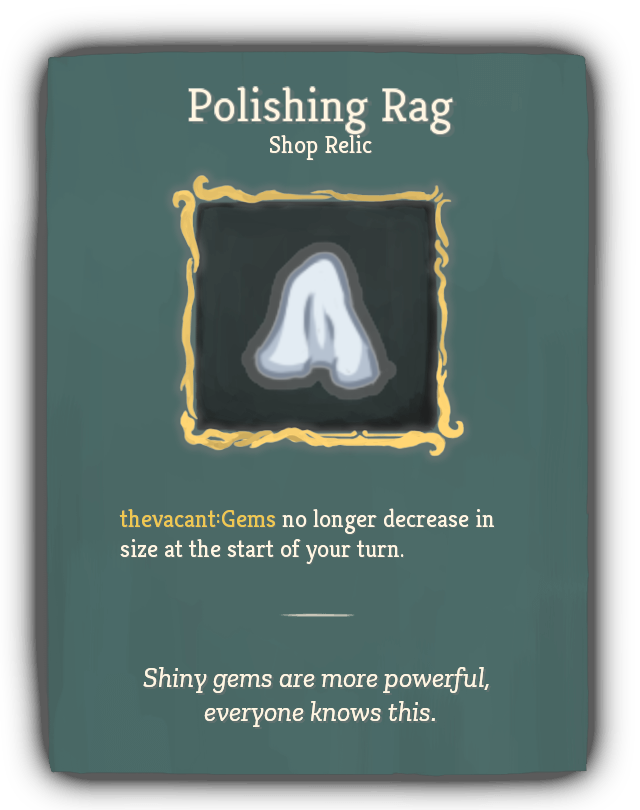 Polishing Rag
Shop Relic
thevacant:Gems no longer decrease in
size at the start of your turn.
Shiny gems are more powerful,
everyone knows this.